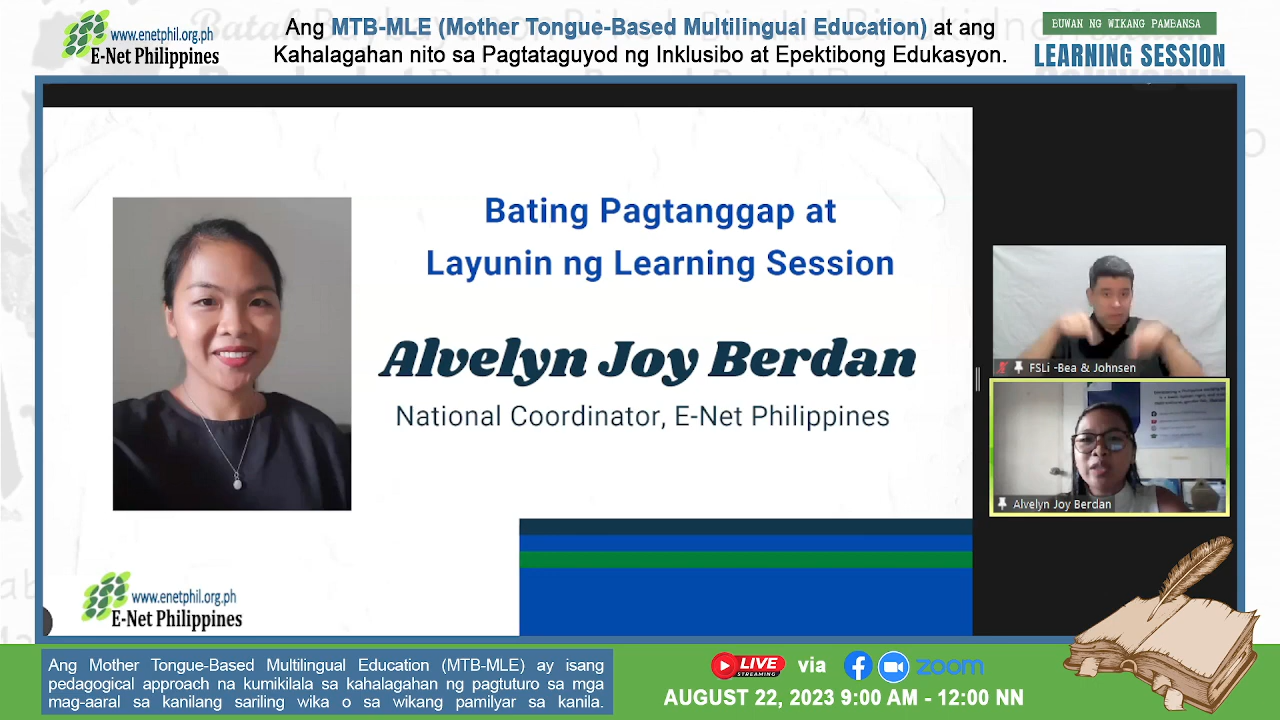 www.enetphil.org.ph
E-Net Philippines
Ang MTB-MLE (Mother Tongue-Based Multilingual Education) at ang
Kahalagahan nito sa Pagtataguyod ng Inklusibo at Epektibong Edukasyon.
BUWAN NG WIKANG PAMBANSA
LEARNING SESSION
Bating Pagtanggap at
Layunin ng Learning Session
Alvelyn Joy Berdan
National Coordinator, E-Net Philippines
www.enetphil.org.ph
E-Net Philippines
FSLi -Bea & Johnsen
Alvelyn Joy Berdan
Ang Mother Tongue-Based Multilingual Education (MTB-MLE) ay isang
pedagogical approach na kumikilala sa kahalagahan ng pagtuturo sa mga
mag-aaral sa kanilang sariling wika o sa wikang pamilyar sa kanila.
LIVE
STREAMING
via
zoom
AUGUST 22, 2023 9:00 AM - 12:00 NN